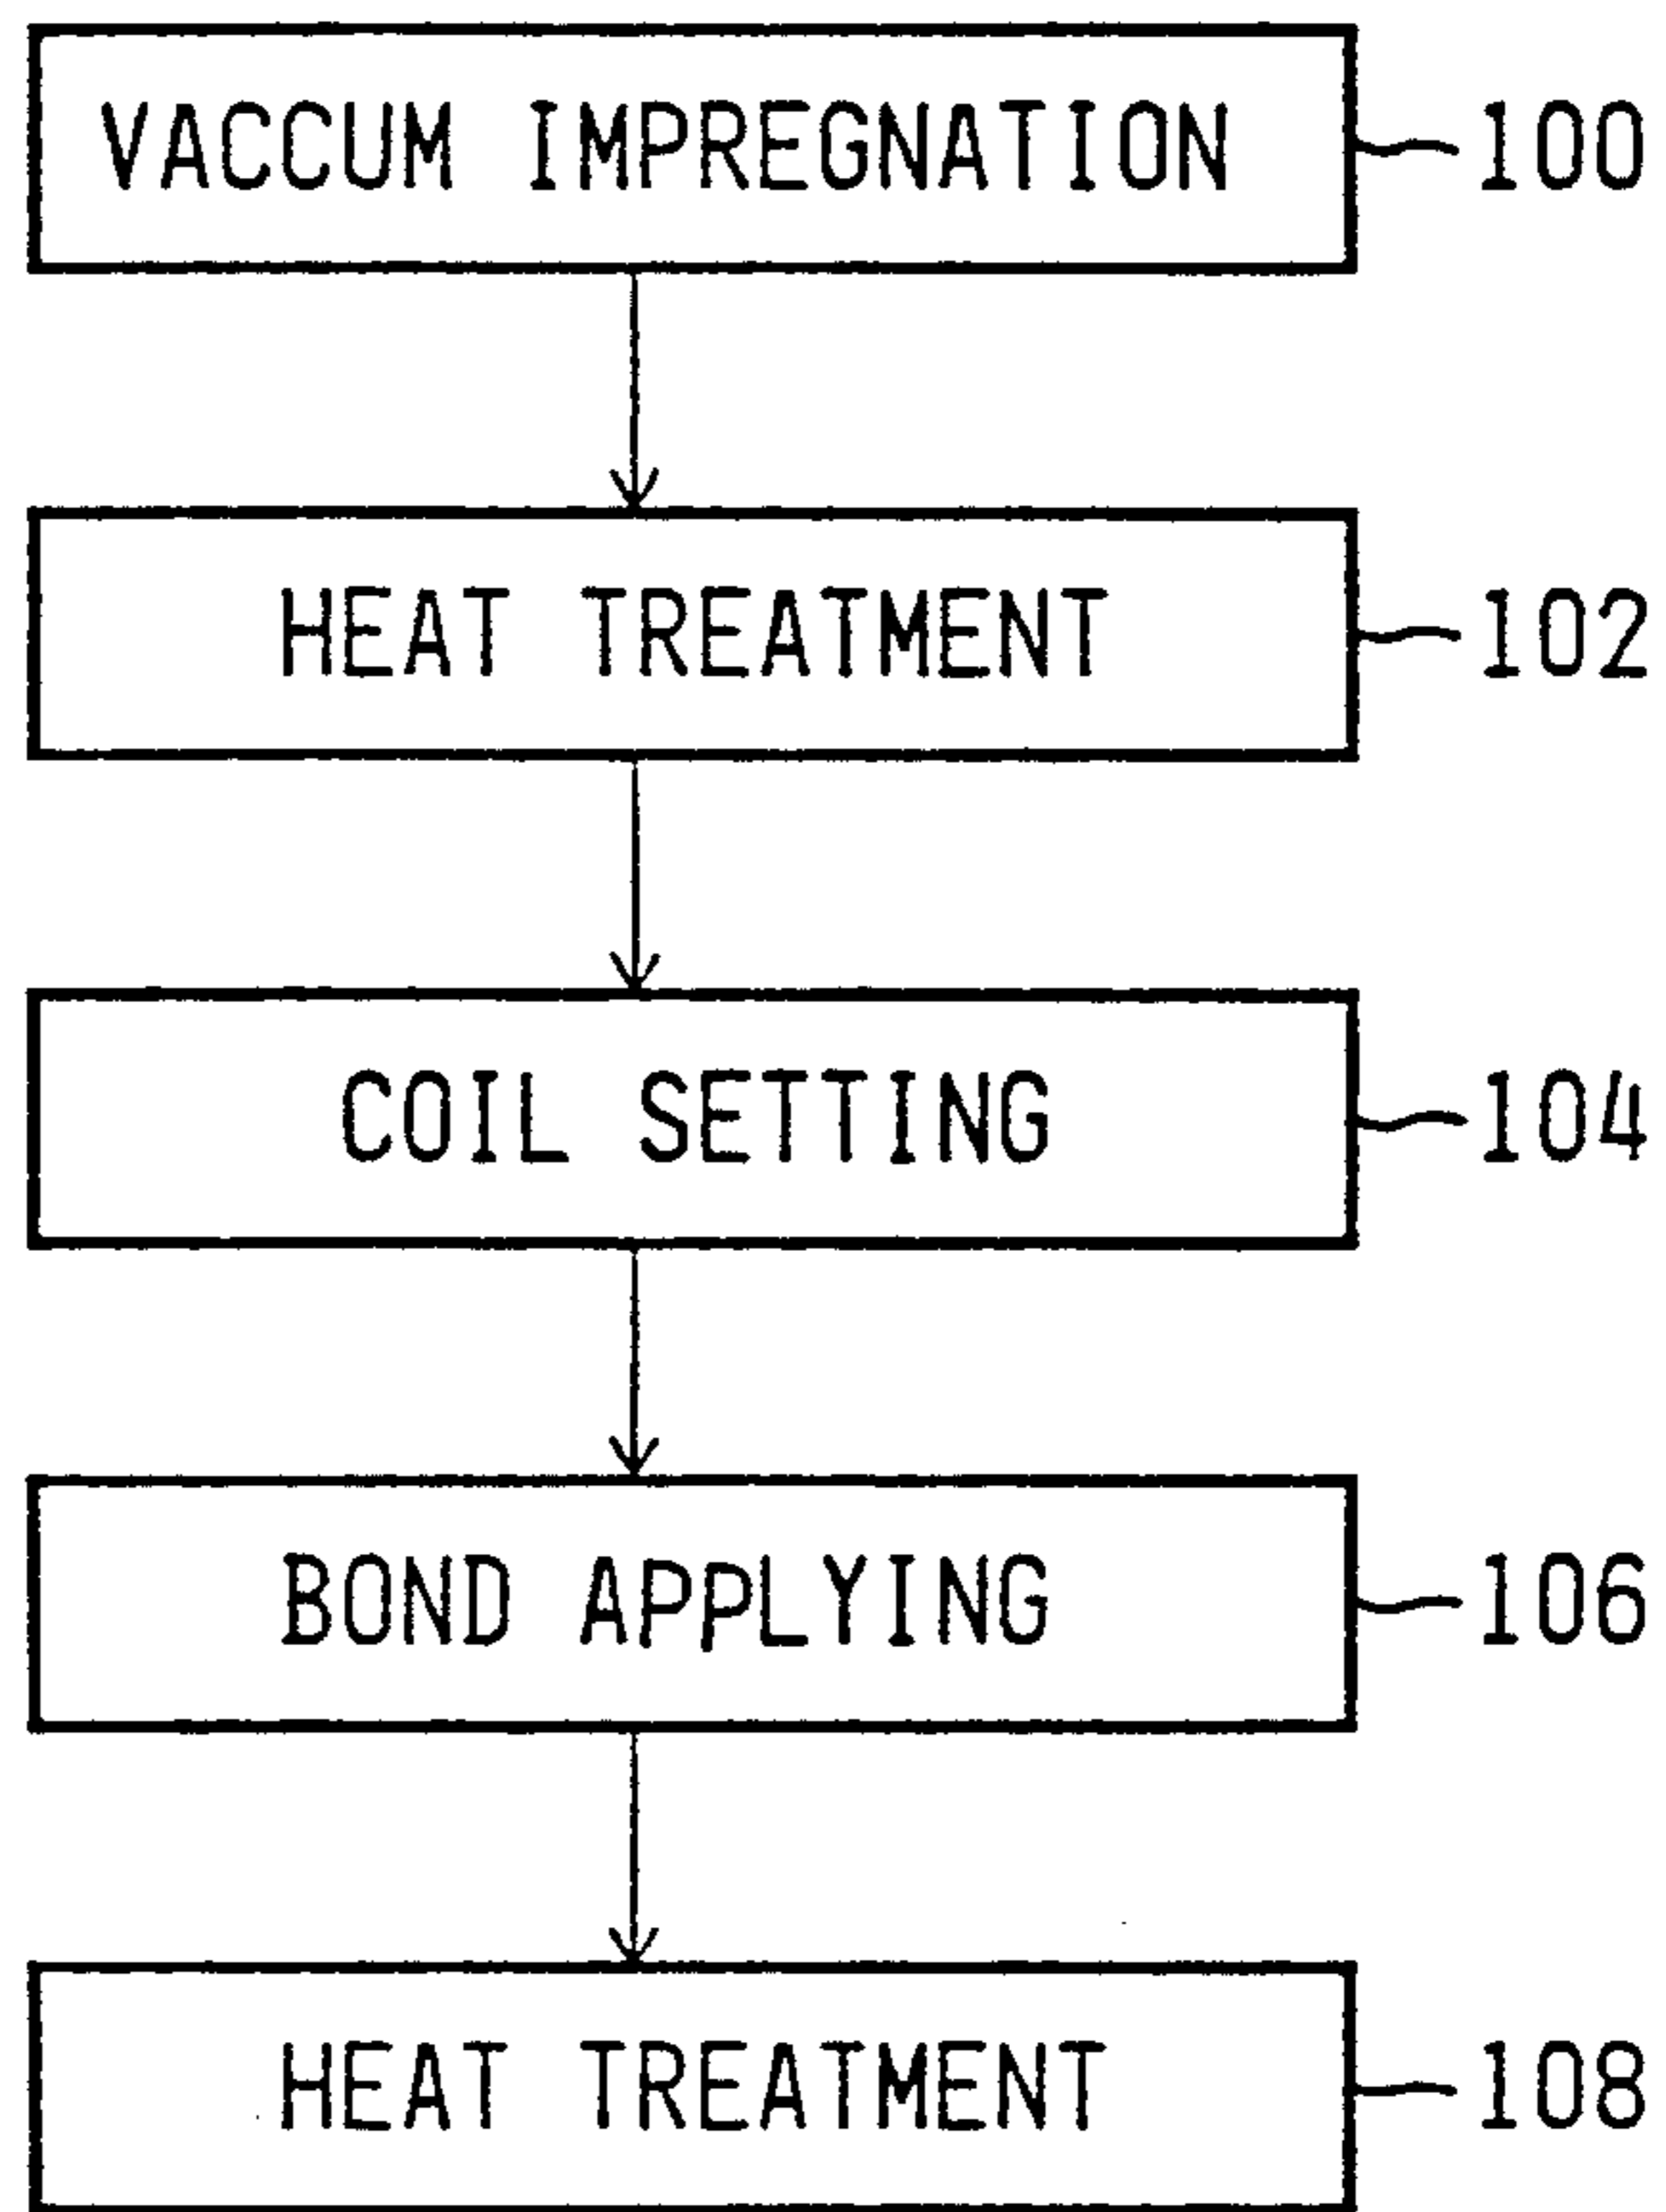 VACCUM IMPREGNATION 100
HEAT TREATMENT 102
COIL SETTING 104
BOND APPLYING 106
HEAT TREATMENT 108